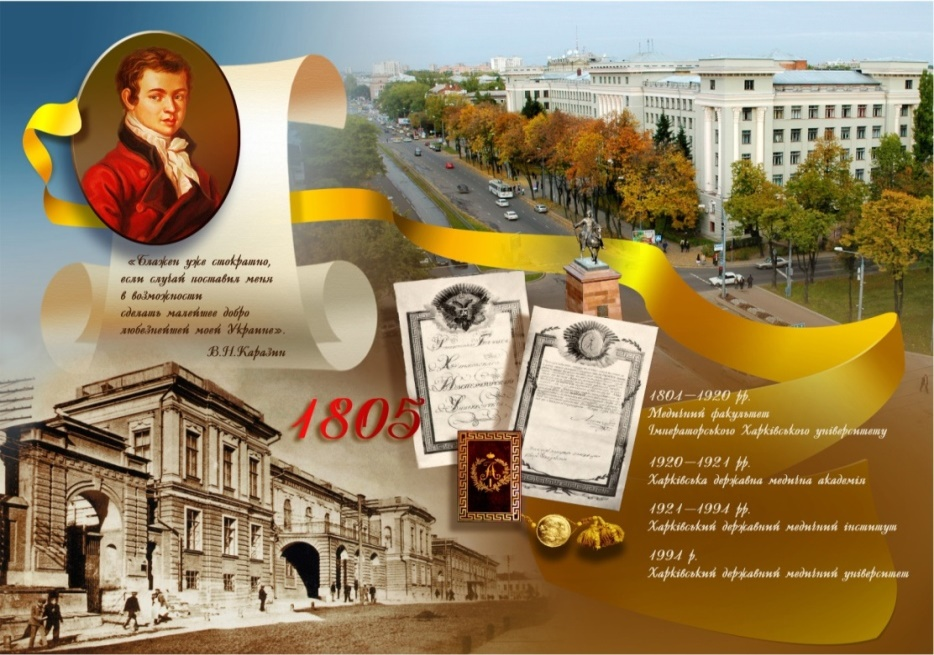 «Блажен уже стократно,
если случай поставил меня
в возможности
сделать малейшее добро
любезнейшей моей Украине».
В.Н.Каразин
1805
1804—1920 рр.
Медичний факультет
Імператорського Харківського університету
1920—1921 рр.
Харківська державна медична академія
1921—1994 рр.
Харківський державний медичний інститут
1994 р.
Харківський державний медичний університет